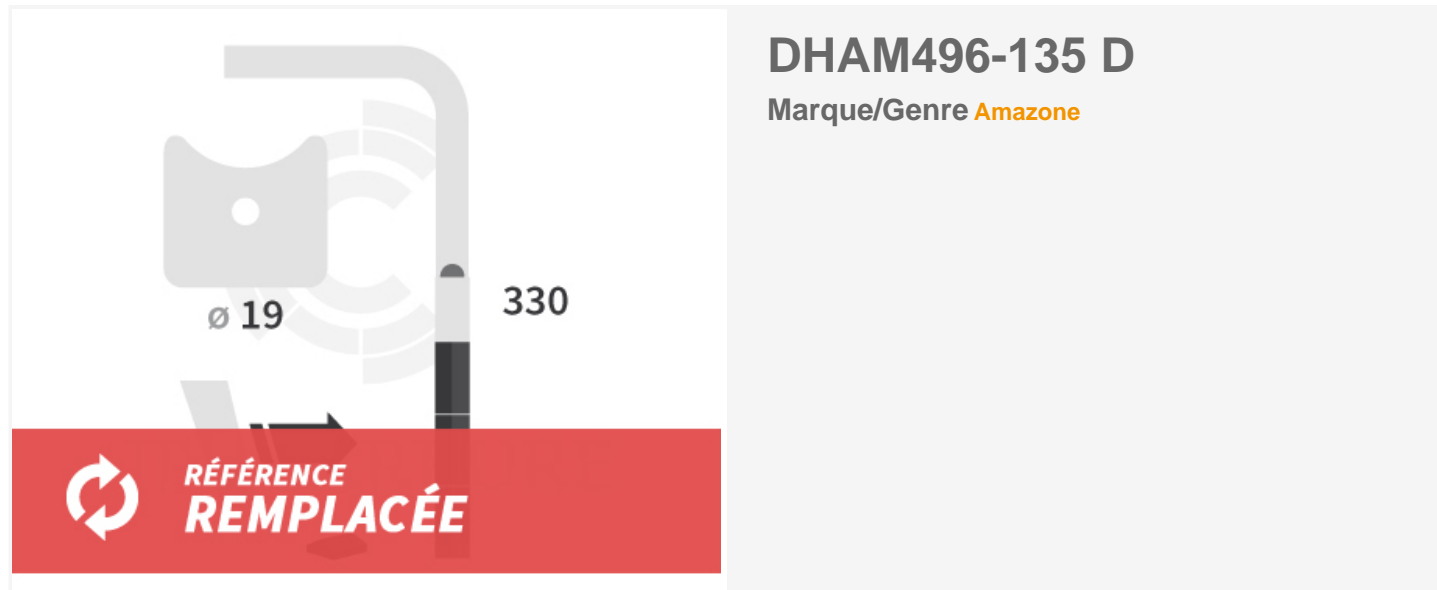 DHAM496-135 D
Marque/Genre Amazone
ø 19
330
RÉFÉRENCE
REMPLACÉE